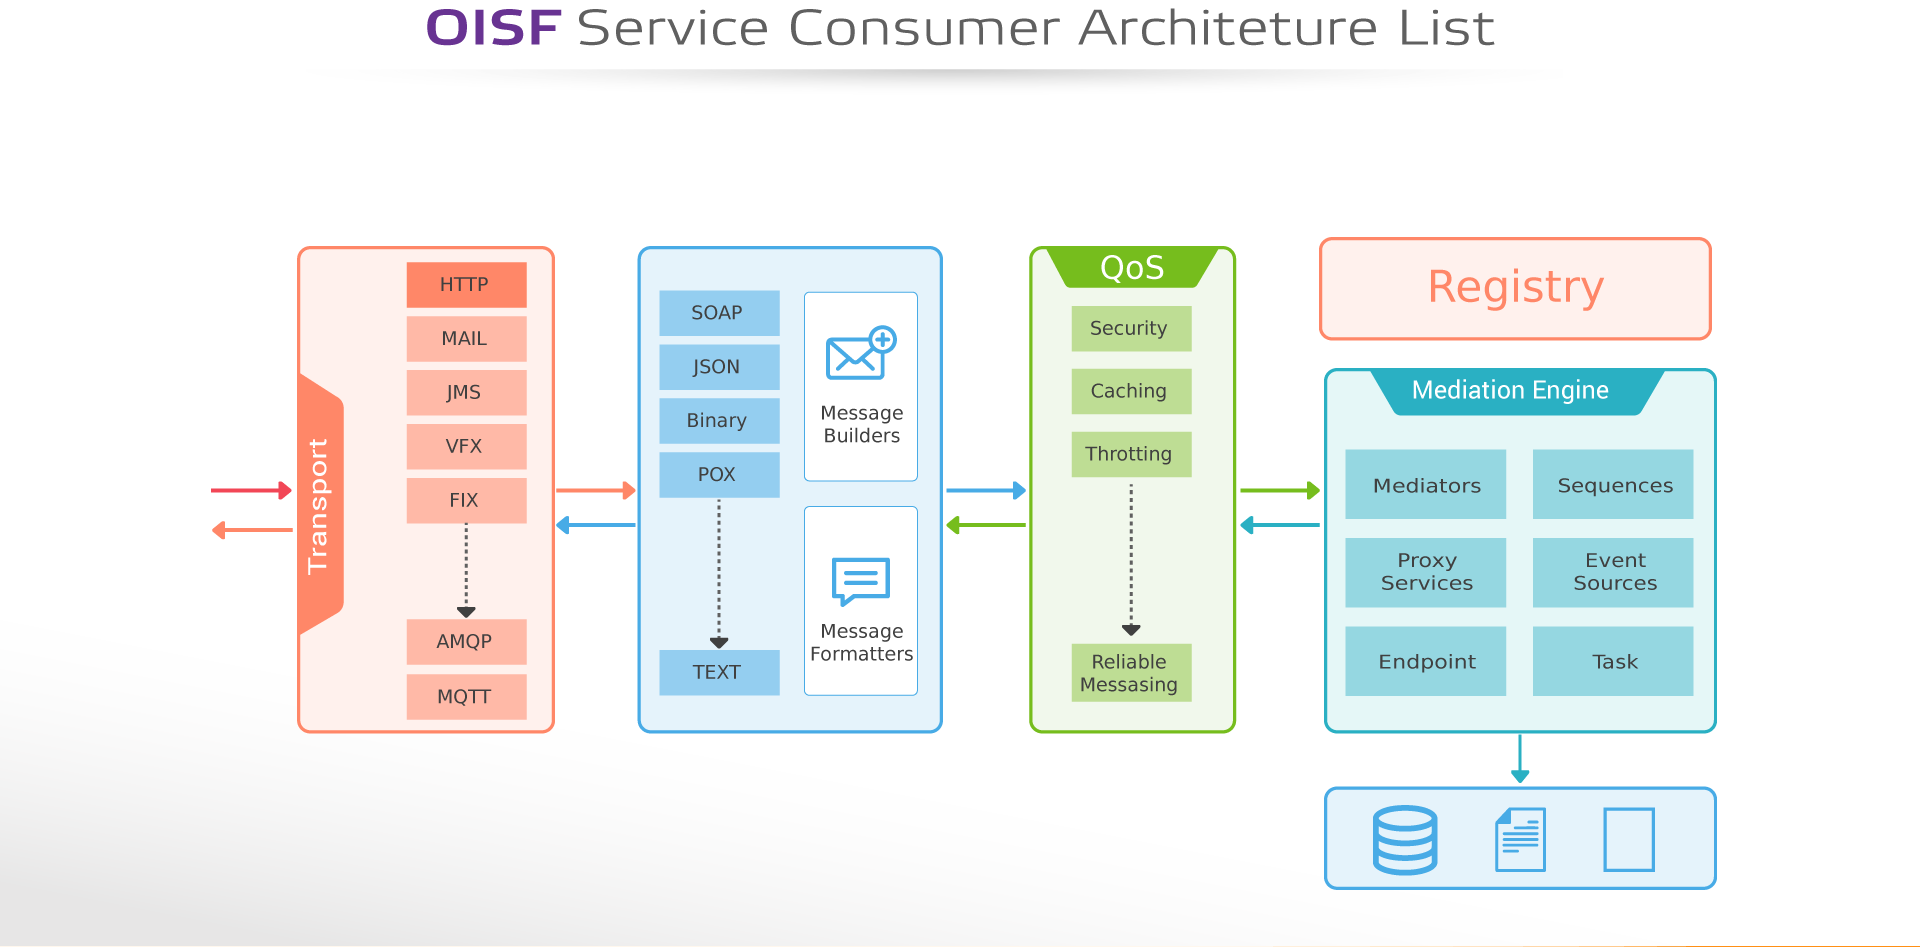 OISF Service Consumer Architeture List
Transport
HTTP
MAIL
JMS
VFX
FIX
AMQP
MQTT
SOAP
JSON
Binary
POX
TEXT
Message
Builders
Message
Formatters
QoS
Security
Caching
Throtting
Reliable
Messasing
Registry
Mediation Engine
Mediators
Sequences
Proxy
Services
Event
Sources
Endpoint
Task